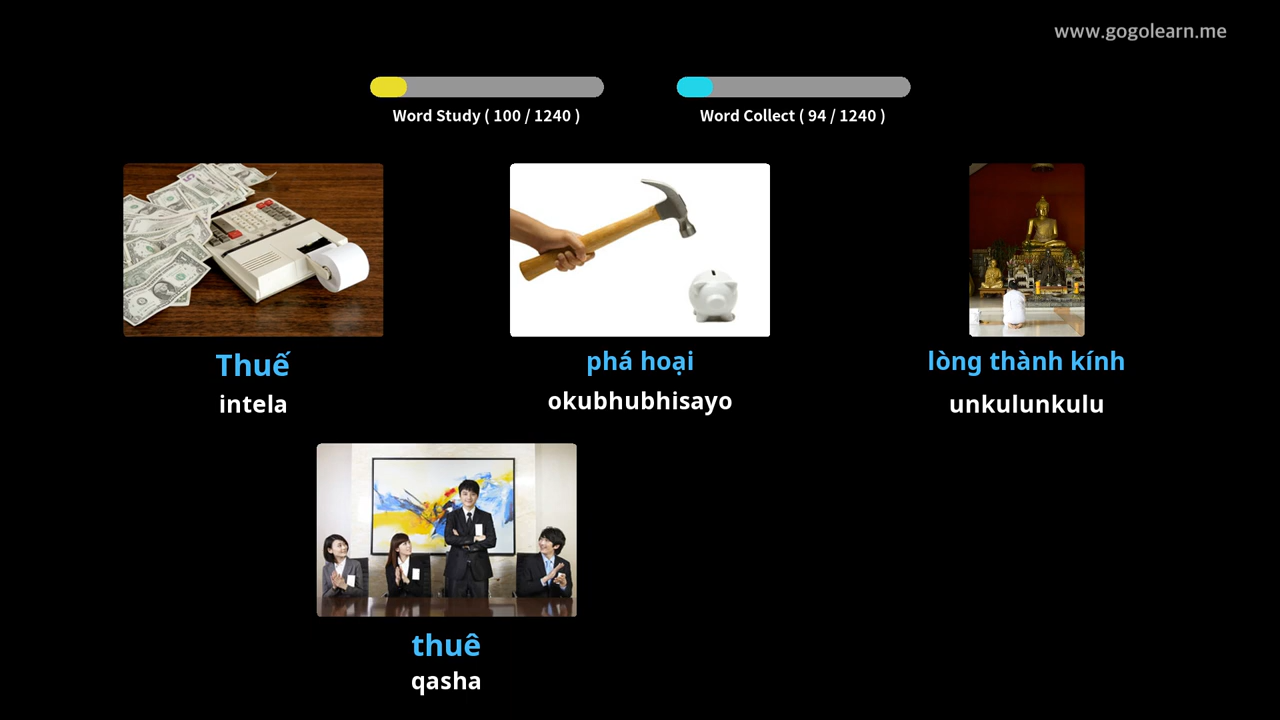 www.gogolearn.me
Word Study ( 100 / 1240 )
Word Collect ( 94 / 1240 )
Thuế
intela
phá hoại
okubhubhisayo
lòng thành kính
unkulunkulu
thuê
qasha